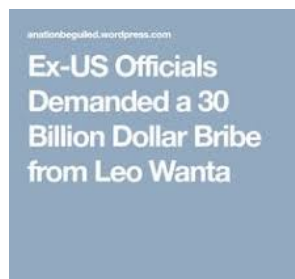 anationbeguiled.wordpress.com
Ex-US Officials
Demanded a 30
Billion Dollar Bribe
from Leo Wanta